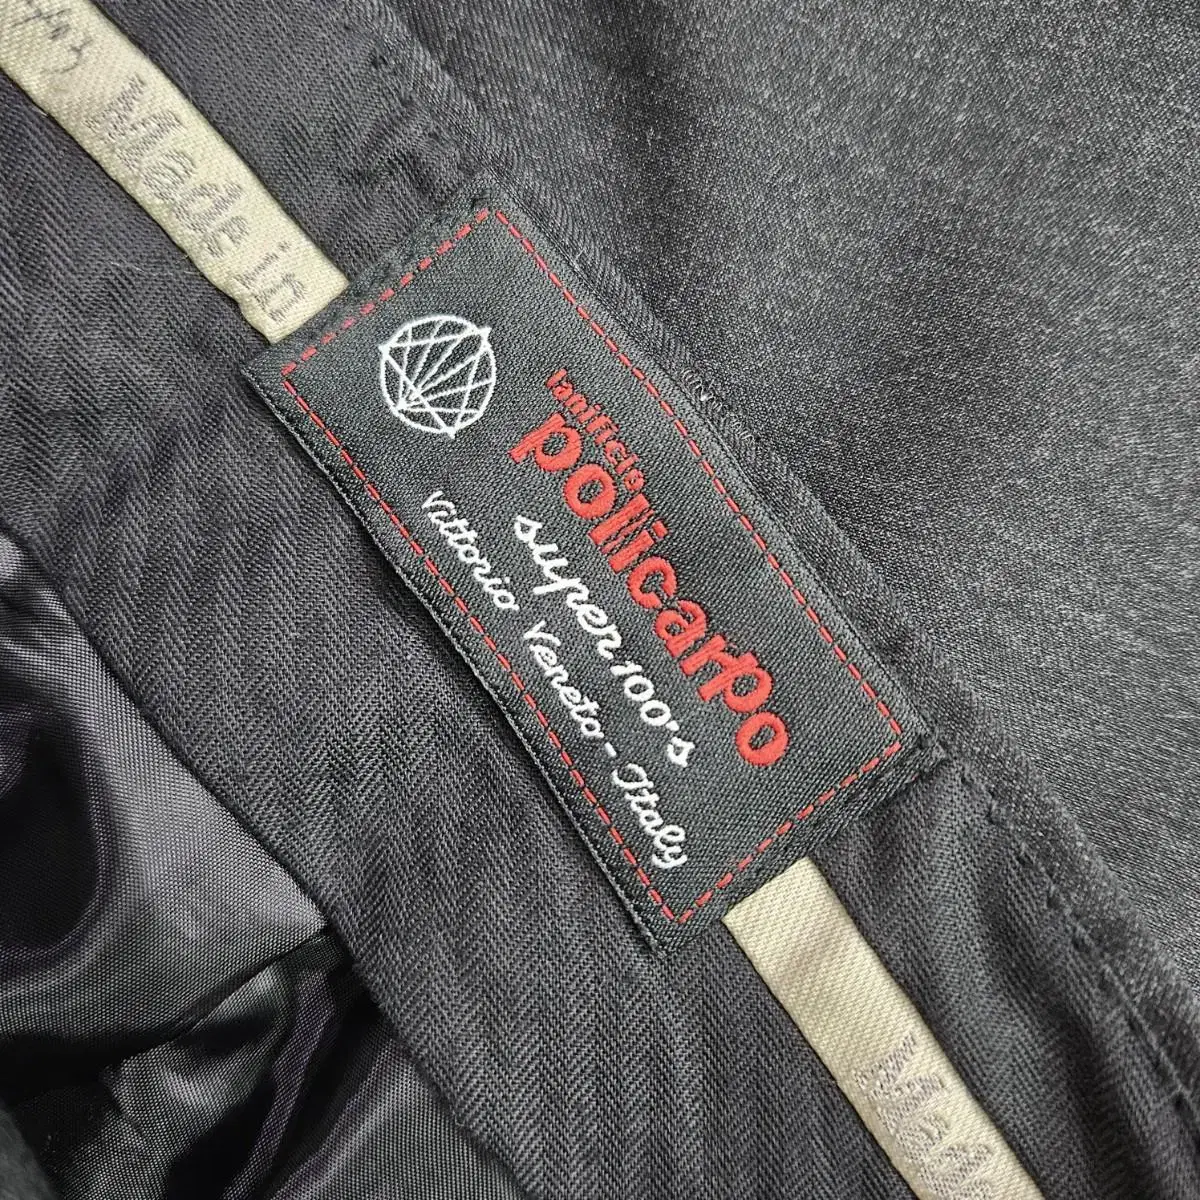 Made in
lanificio
policarpo
super 100's
Vittorio Veneto - Italy